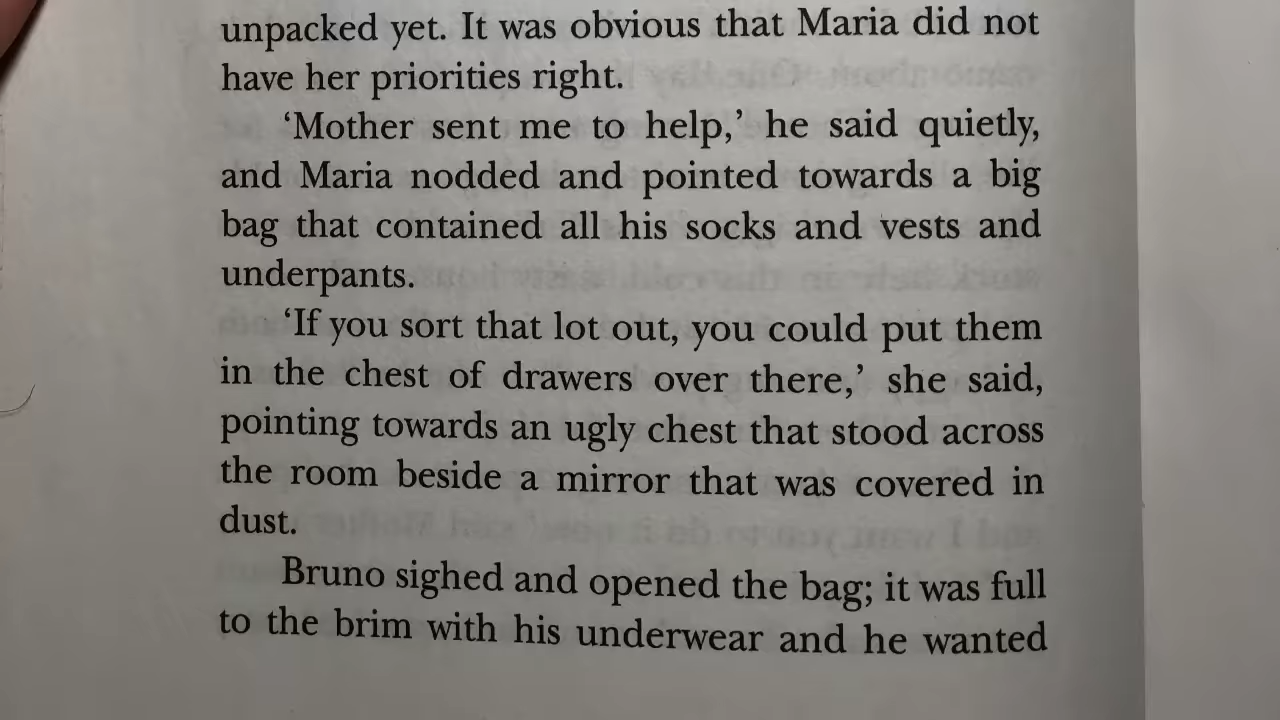 unpacked yet. It was obvious that Maria did not
have her priorities right.
‘Mother sent me to help,’ he said quietly,
and Maria nodded and pointed towards a big
bag that contained all his socks and vests and
underpants.
‘If you sort that lot out, you could put them
in the chest of drawers over there,’ she said,
pointing towards an ugly chest that stood across
the room beside a mirror that was covered in
dust.
Bruno sighed and opened the bag; it was full
to the brim with his underwear and he wanted